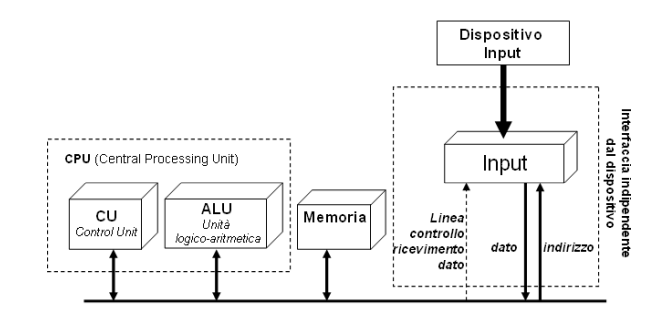 Dispositivo
Input
CPU (Central Processing Unit)
CU
Control Unit
ALU
Unità
logico-aritmetica
Memoria
Input
Linea
controllo
ricevimento
dato
dato
indirizzo
Interfaccia indipendente
dal dispositivo